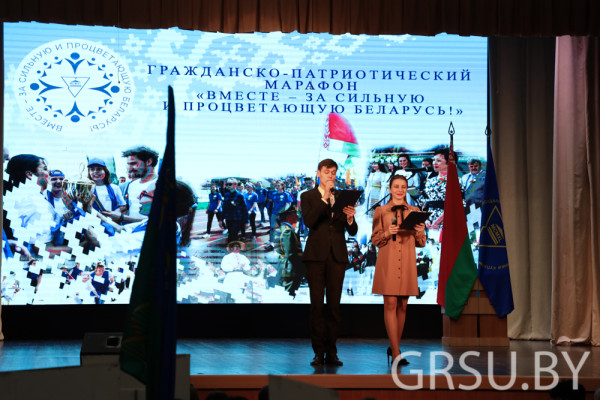 ВМЕСТЕ – ЗА СИЛЬНУЮ И ПРОЦВЕТАЮЩУЮ БЕЛАРУСЬ!
ГРАЖДАНСКО-ПАТРИОТИЧЕСКИЙ
МАРАФОН
«ВМЕСТЕ – ЗА СИЛЬНУЮ
И ПРОЦВЕТАЮЩУЮ БЕЛАРУСЬ!»
GRSU.BY